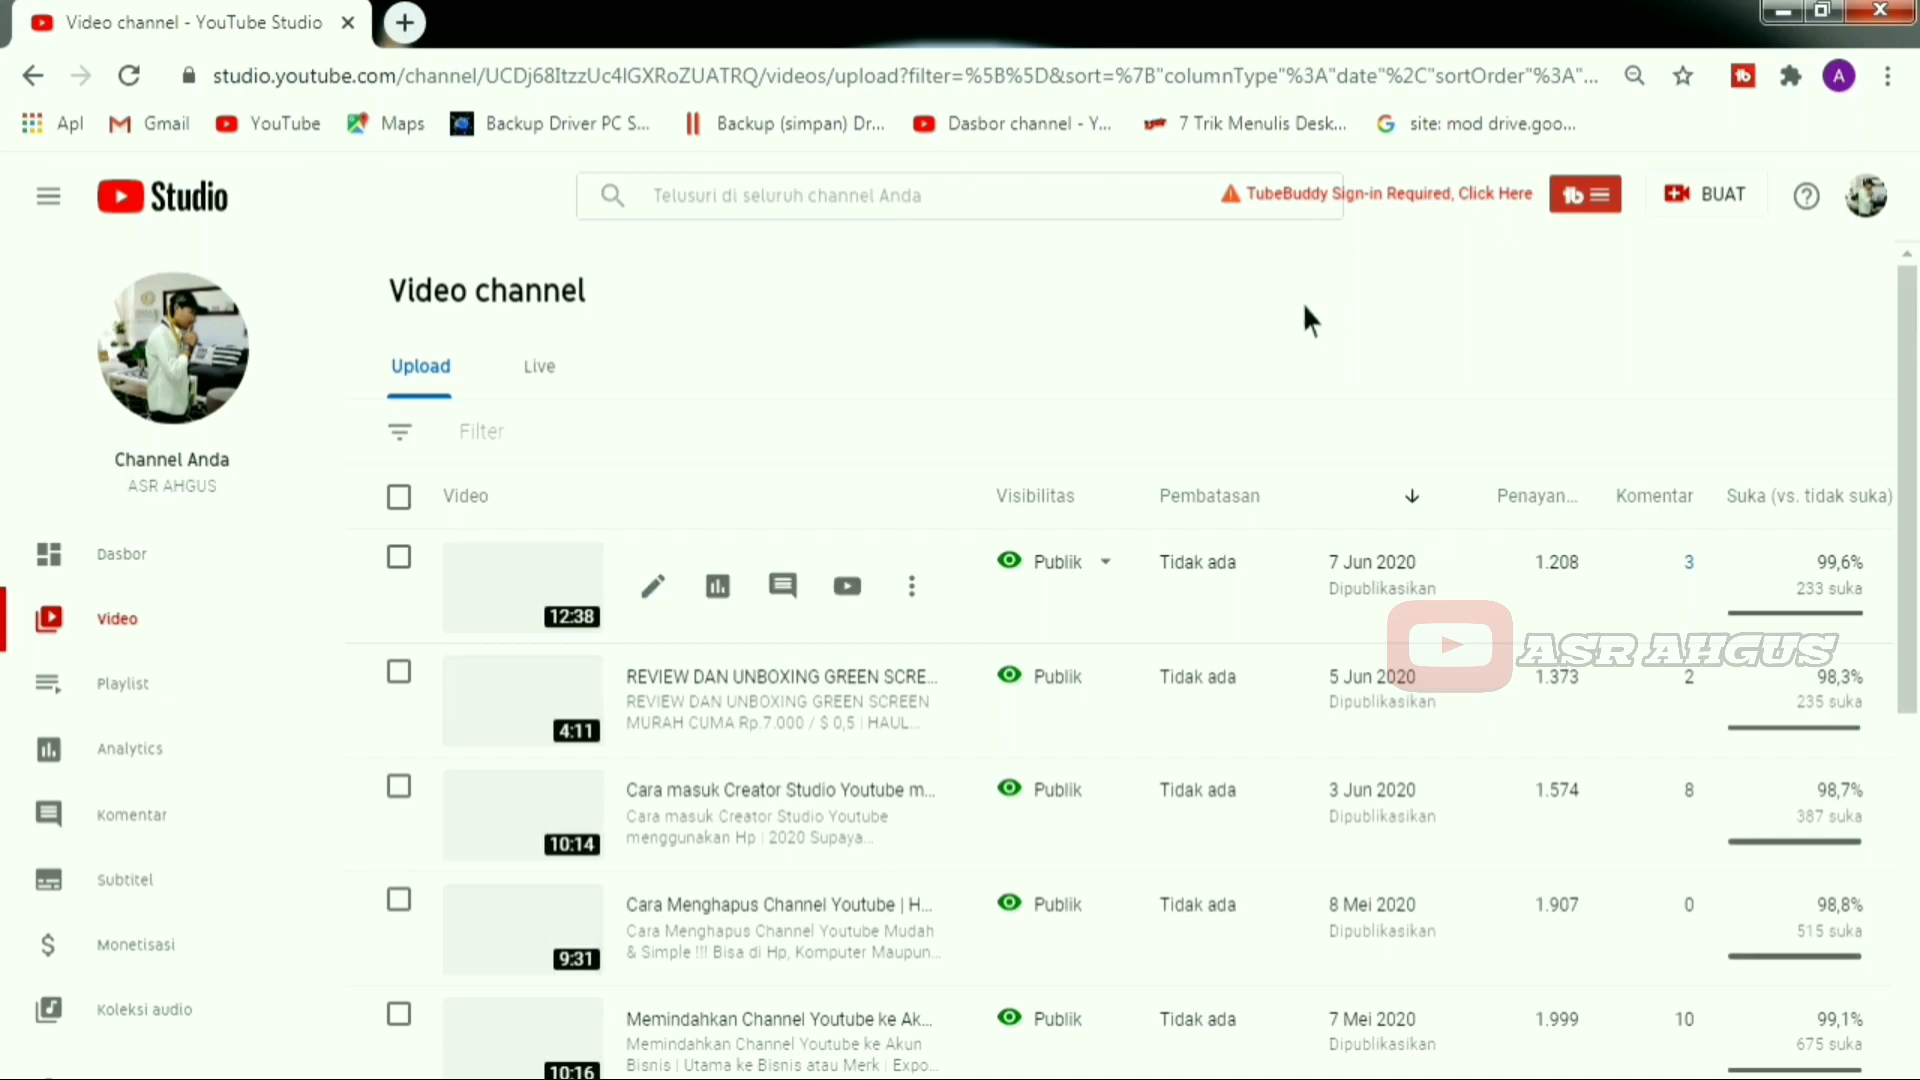 Video channel - YouTube Studio
studio.youtube.com/channel/UCDj68ItzzUc4lGXRoZUATRQ/videos/upload?filter=%5B%5D&sort=%7B"columnType"%3A"date"%2C"sortOrder"%3A"...
A
Apl
Gmail
YouTube
Maps
Backup Driver PC S...
Backup (simpan) Dr...
Dasbor channel - Y...
7 Trik Menulis Desk...
site: mod drive.goo...
Studio
Telusuri di seluruh channel Anda
TubeBuddy Sign-in Required, Click Here
BUAT
Video channel
Upload
Live
Filter
Channel Anda
ASR AHGUS
Dasbor
Video
Playlist
Analytics
Komentar
Subtitel
Monetisasi
Koleksi audio
Video Visibilitas Pembatasan Penayan... Komentar Suka (vs. tidak suka)
12:38 Publik Tidak ada 7 Jun 2020 1.208 3 99,6%
Dipublikasikan 233 suka
ASR AHGUS
REVIEW DAN UNBOXING GREEN SCRE... Publik Tidak ada 5 Jun 2020 1.373 2 98,3%
REVIEW DAN UNBOXING GREEN SCREEN Dipublikasikan 235 suka
MURAH CUMA Rp.7.000 / $ 0,5 | HAUL...
4:11
Cara masuk Creator Studio Youtube m... Publik Tidak ada 3 Jun 2020 1.574 8 98,7%
Cara masuk Creator Studio Youtube Dipublikasikan 387 suka
menggunakan Hp | 2020 Supaya...
10:14
Cara Menghapus Channel Youtube | H... Publik Tidak ada 8 Mei 2020 1.907 0 98,8%
Cara Menghapus Channel Youtube Mudah Dipublikasikan 515 suka
& Simple !!! Bisa di Hp, Komputer Maupun...
9:31
Memindahkan Channel Youtube ke Ak... Publik Tidak ada 7 Mei 2020 1.999 10 99,1%
Memindahkan Channel Youtube ke Akun Dipublikasikan 675 suka
Bisnis | Utama ke Bisnis atau Merk | Expo...
10:16